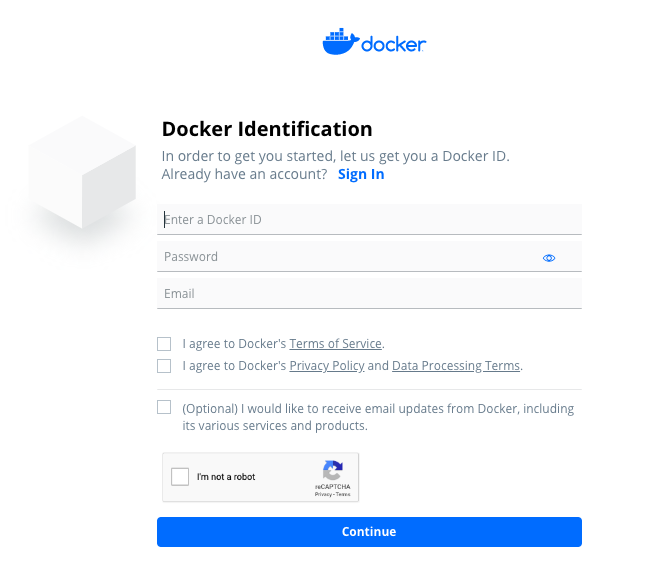 docker
Docker Identification
In order to get you started, let us get you a Docker ID.
Already have an account? Sign In
Enter a Docker ID
Password
Email
I agree to Docker's Terms of Service.
I agree to Docker's Privacy Policy and Data Processing Terms.
(Optional) I would like to receive email updates from Docker, including
its various services and products.
I'm not a robot
reCAPTCHA
Privacy - Terms
Continue